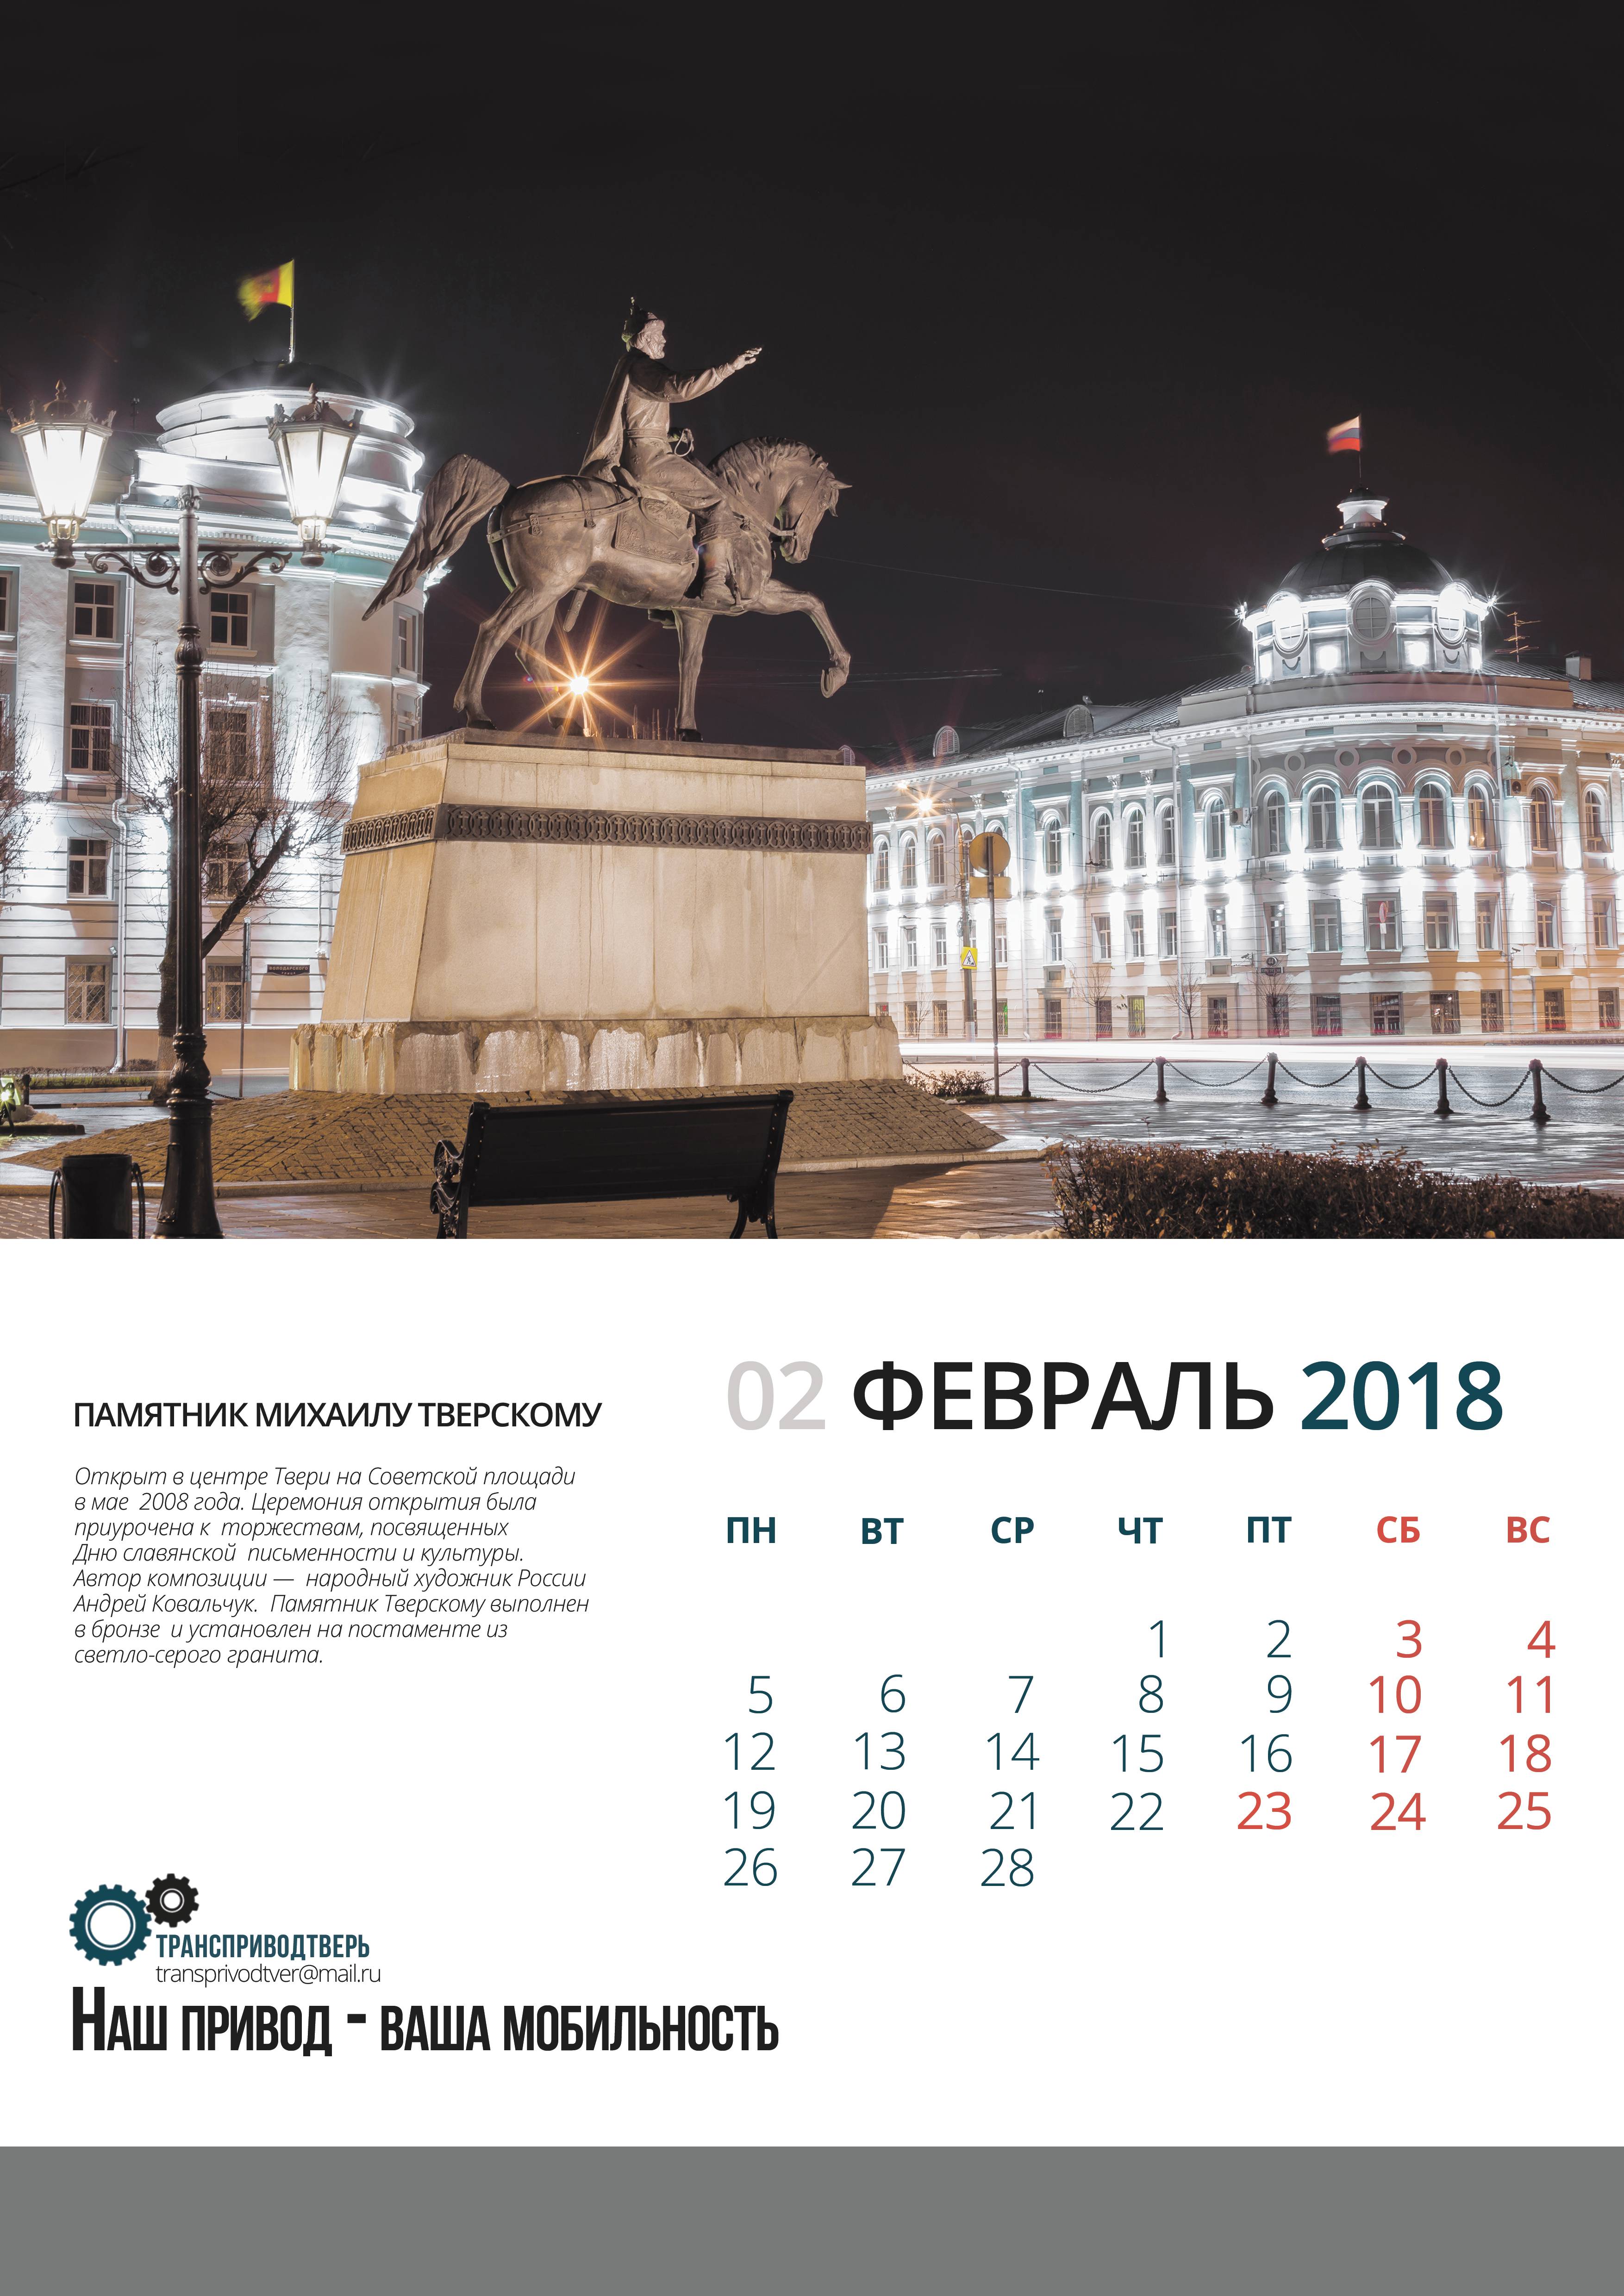 ПАМЯТНИК МИХАИЛУ ТВЕРСКОМУ
Открыт в центре Твери на Советской площади
в мае 2008 года. Церемония открытия была
приурочена к торжествам, посвященных
Дню славянской письменности и культуры.
Автор композиции — народный художник России
Андрей Ковальчук. Памятник Тверскому выполнен
в бронзе и установлен на постаменте из
светло-серого гранита.
02 ФЕВРАЛЬ 2018
ПН ВТ СР ЧТ ПТ СБ ВС
1 2 3 4
5 6 7 8 9 10 11
12 13 14 15 16 17 18
19 20 21 22 23 24 25
26 27 28
ТРАНСПРИВОДТВЕРЬ
transprivodtver@mail.ru
НАШ ПРИВОД - ВАША МОБИЛЬНОСТЬ